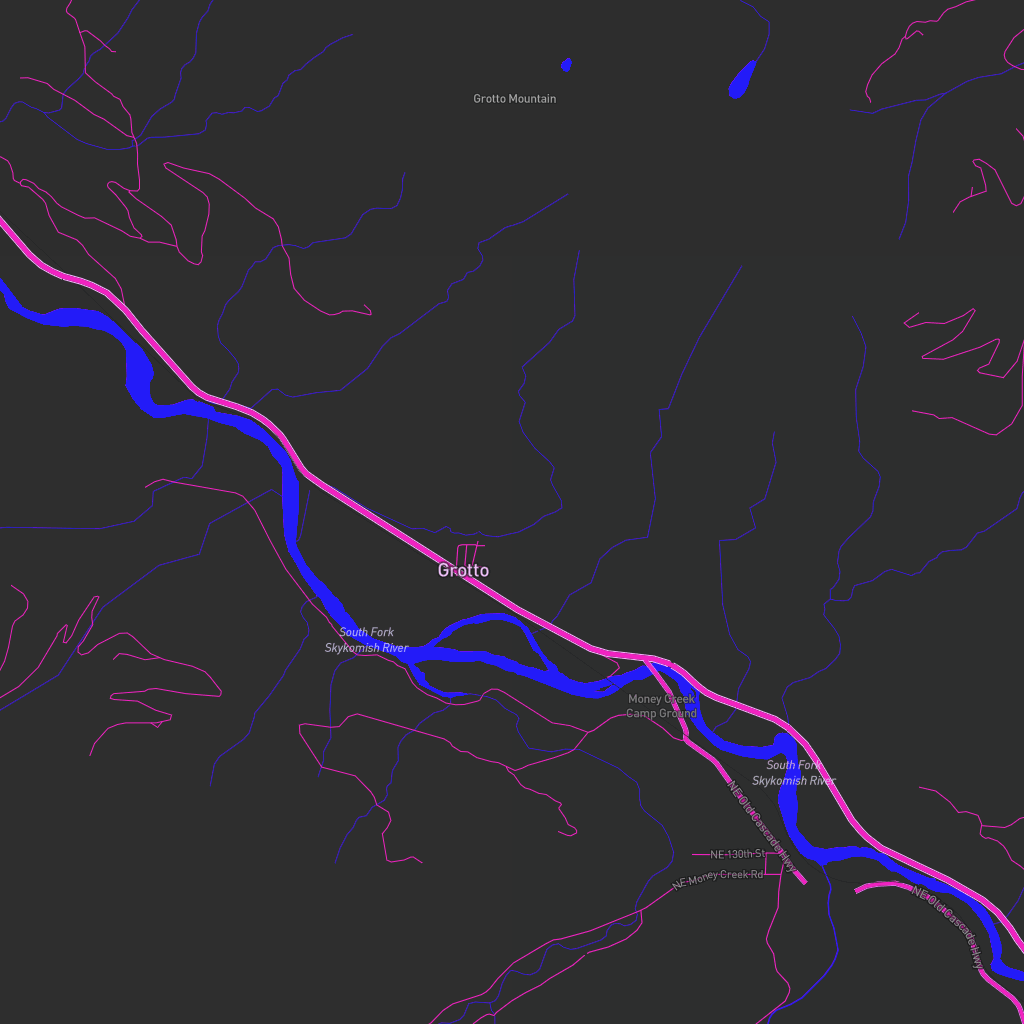 Grotto Mountain
Grotto
South Fork
Skykomish River
Money Creek
Camp Ground
South Fork
Skykomish River
NE Old Cascade Hwy
NE 130th St
NE Money Creek Rd
NE Old Cascade Hwy